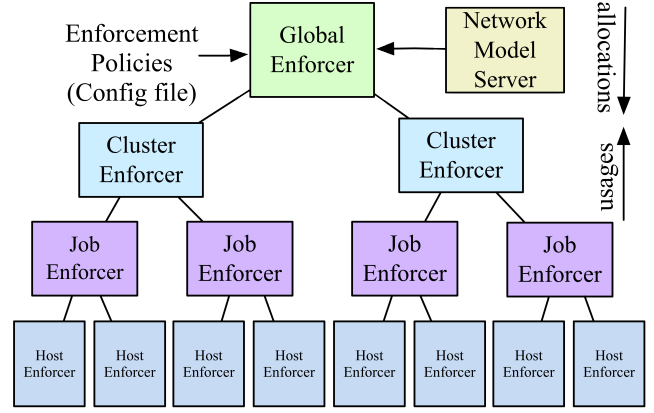 Enforcement
Policies
(Config file)
Global
Enforcer
Network
Model
Server
allocations
usages
Cluster
Enforcer
Cluster
Enforcer
Job
Enforcer
Job
Enforcer
Job
Enforcer
Job
Enforcer
Host
Enforcer
Host
Enforcer
Host
Enforcer
Host
Enforcer
Host
Enforcer
Host
Enforcer
Host
Enforcer
Host
Enforcer